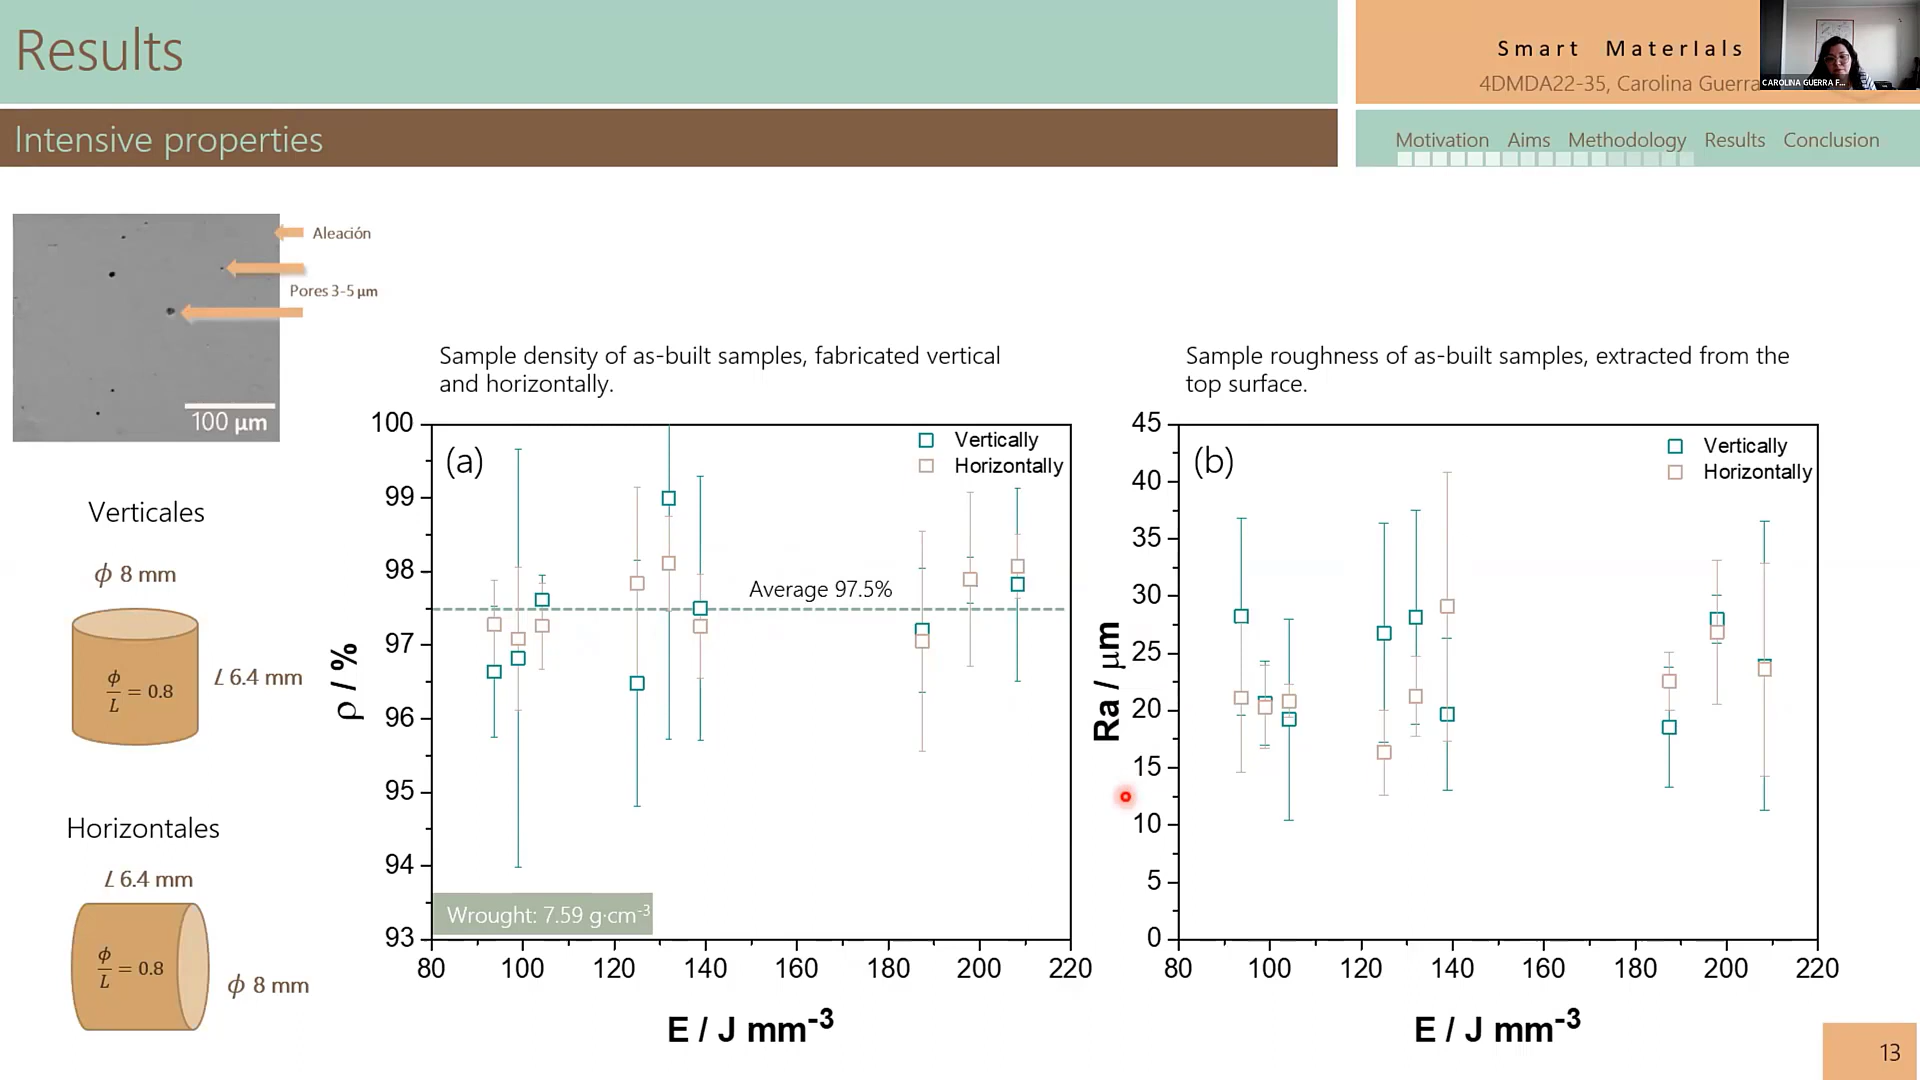 Results
Smart Materials
4DMDA22-35, Carolina Guerra
CAROLINA GUERRA F...
Intensive properties
Motivation Aims Methodology Results Conclusion
Aleación
Pores 3-5 μm
100 μm
Verticales
ϕ 8 mm
ϕ/L = 0.8
L 6.4 mm
Horizontales
L 6.4 mm
ϕ/L = 0.8
ϕ 8 mm
Sample density of as-built samples, fabricated vertical
and horizontally.
(a)
Vertically
Horizontally
Average 97.5%
Wrought: 7.59 g·cm-3
100
99
98
97
96
95
94
93
ρ / %
80 100 120 140 160 180 200 220
E / J mm-3
Sample roughness of as-built samples, extracted from the
top surface.
(b)
Vertically
Horizontally
45
40
35
30
25
20
15
10
5
0
Ra / μm
80 100 120 140 160 180 200 220
E / J mm-3
13